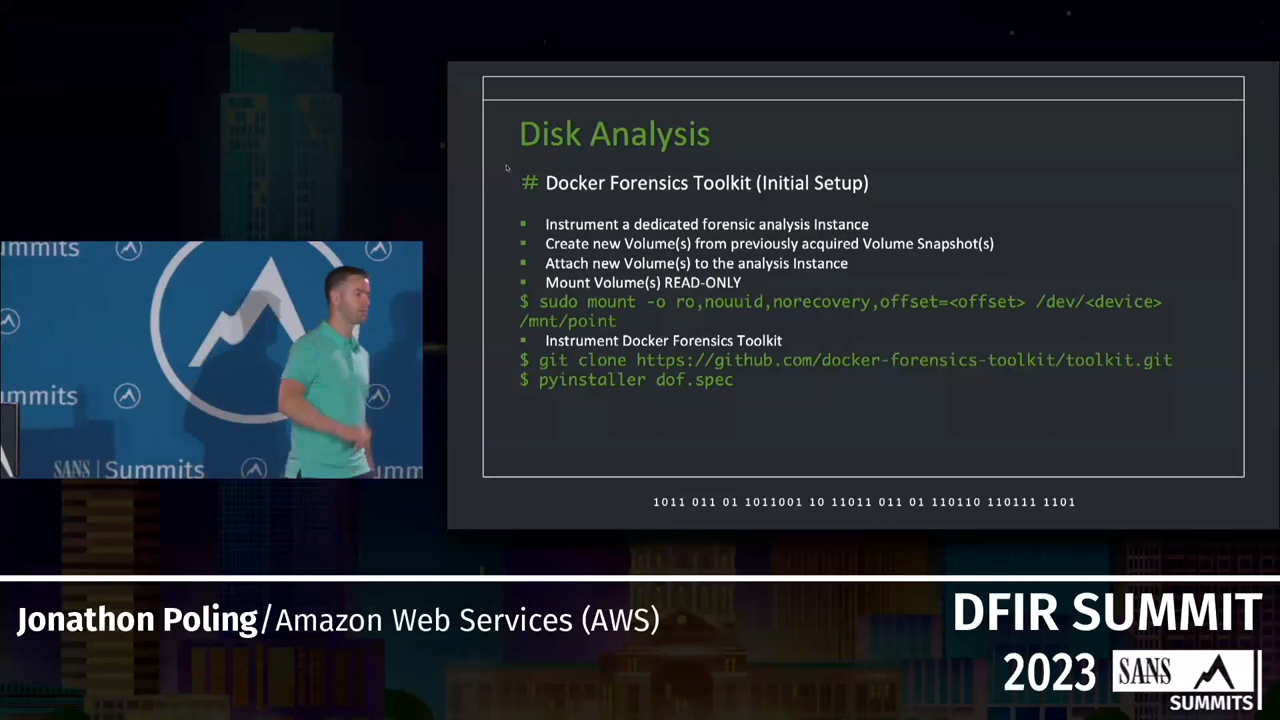 Disk Analysis
# Docker Forensics Toolkit (Initial Setup)
▪ Instrument a dedicated forensic analysis Instance
▪ Create new Volume(s) from previously acquired Volume Snapshot(s)
▪ Attach new Volume(s) to the analysis Instance
▪ Mount Volume(s) READ-ONLY
$ sudo mount -o ro,nouuid,norecovery,offset=<offset> /dev/<device>
/mnt/point
▪ Instrument Docker Forensics Toolkit
$ git clone https://github.com/docker-forensics-toolkit/toolkit.git
$ pyinstaller dof.spec
1011 011 01 1011001 10 11011 011 01 110110 110111 1101
ummits
mmits
SANS | Summits
umm
Jonathon Poling/Amazon Web Services (AWS)
DFIR SUMMIT
2023 SANS
SUMMITS